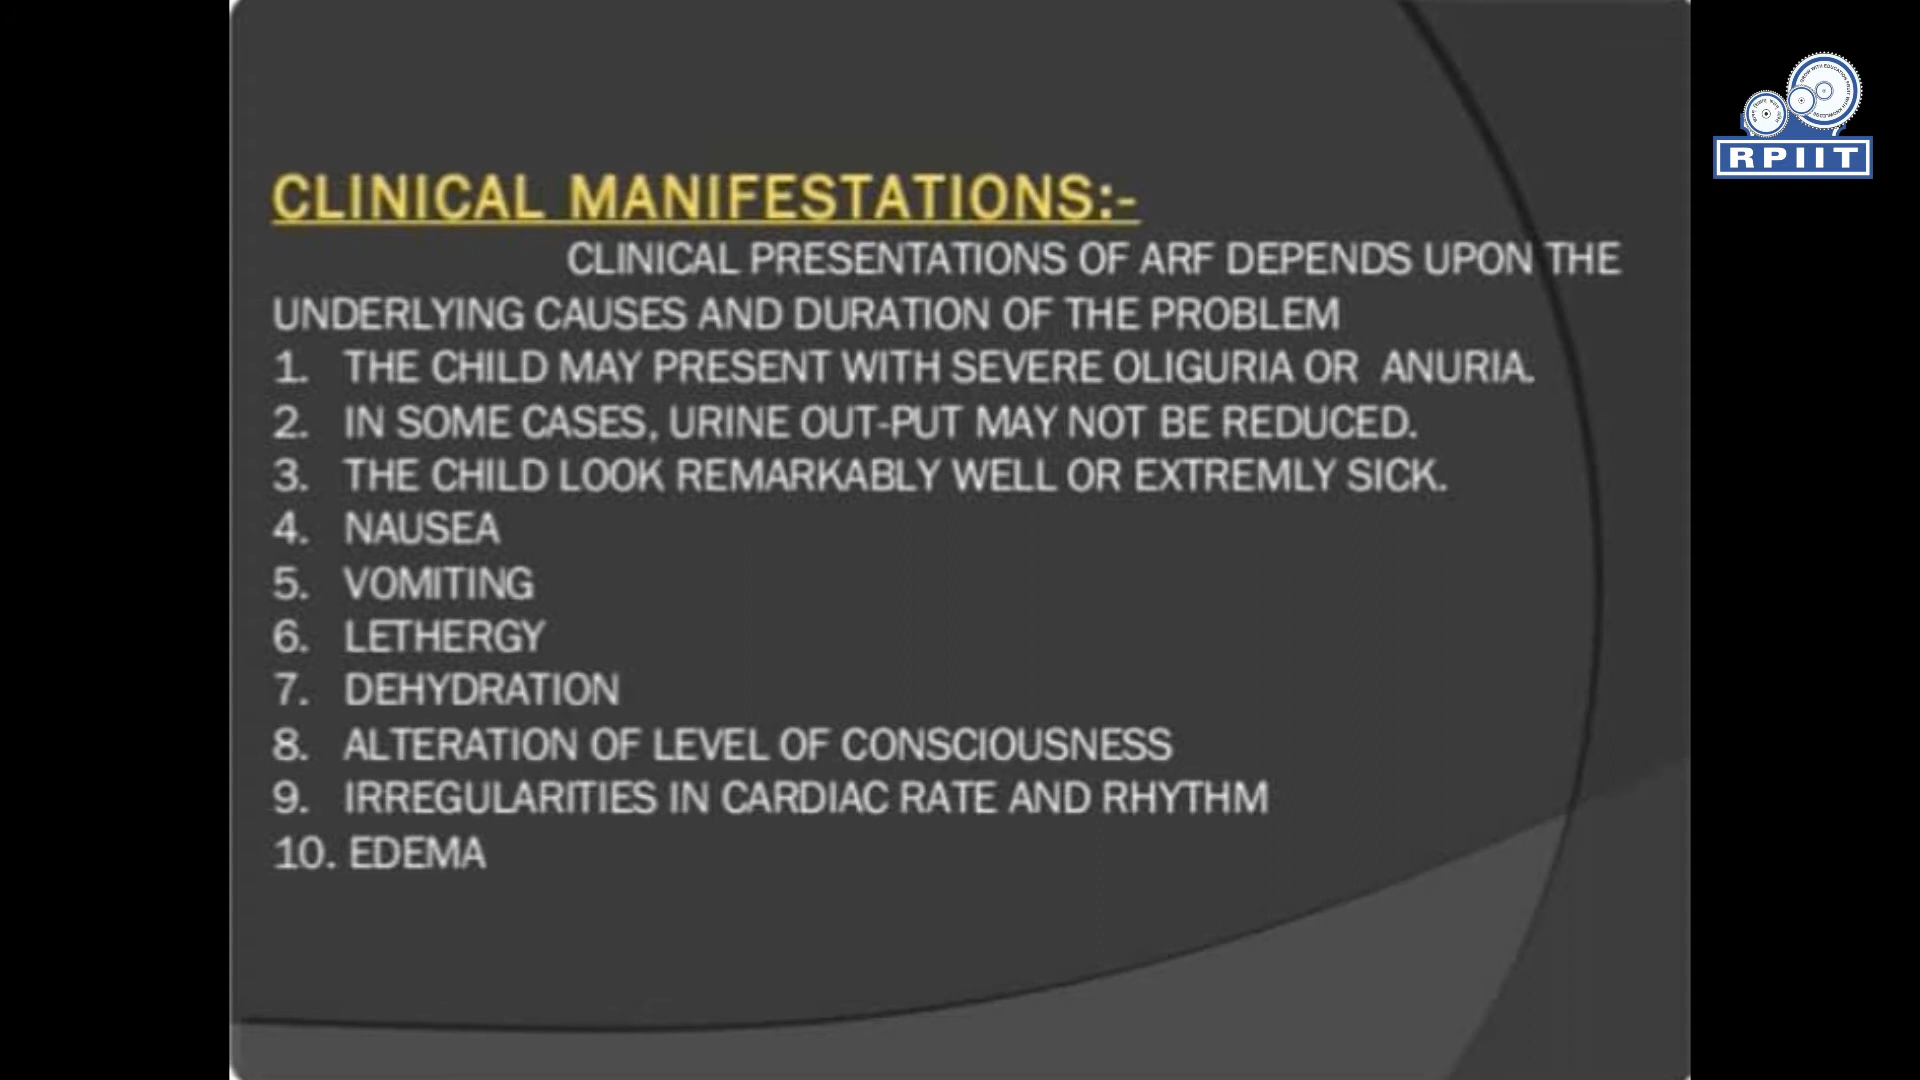 CLINICAL MANIFESTATIONS:-
CLINICAL PRESENTATIONS OF ARF DEPENDS UPON THE
UNDERLYING CAUSES AND DURATION OF THE PROBLEM
1. THE CHILD MAY PRESENT WITH SEVERE OLIGURIA OR ANURIA.
2. IN SOME CASES, URINE OUT-PUT MAY NOT BE REDUCED.
3. THE CHILD LOOK REMARKABLY WELL OR EXTREMLY SICK.
4. NAUSEA
5. VOMITING
6. LETHERGY
7. DEHYDRATION
8. ALTERATION OF LEVEL OF CONSCIOUSNESS
9. IRREGULARITIES IN CARDIAC RATE AND RHYTHM
10. EDEMA
RPIIT